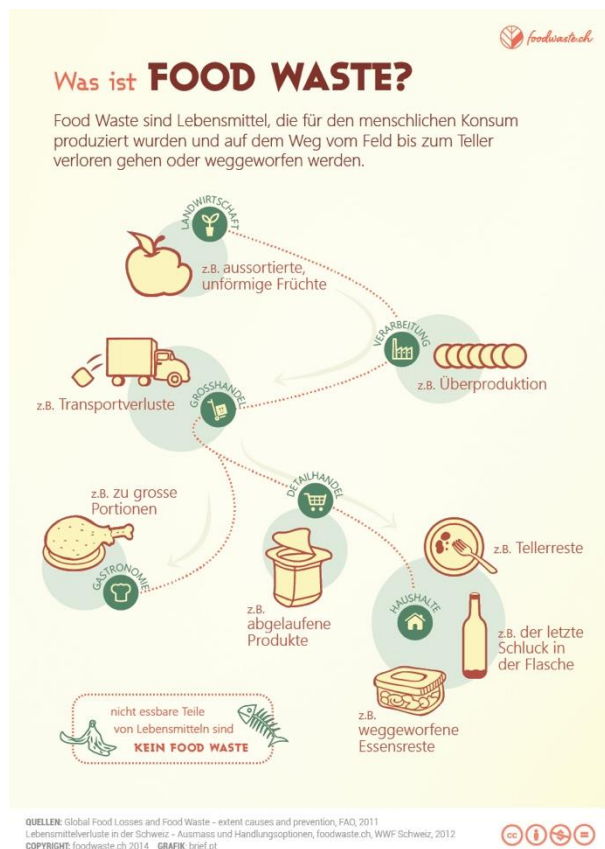 foodwaste.ch
Was ist FOOD WASTE?
Food Waste sind Lebensmittel, die für den menschlichen Konsum
produziert wurden und auf dem Weg vom Feld bis zum Teller
verloren gehen oder weggeworfen werden.
LANDWIRTSCHAFT
z.B. aussortierte,
unförmige Früchte
VERARBEITUNG
z.B. Überproduktion
GROSSHANDEL
z.B. Transportverluste
DETAILHANDEL
z.B. zu grosse
Portionen
GASTRONOMIE
z.B. Tellerreste
HAUSHALTE
z.B.
abgelaufene
Produkte
z.B. der letzte
Schluck in
der Flasche
z.B.
weggeworfene
Essensreste
nicht essbare Teile
von Lebensmitteln sind
KEIN FOOD WASTE
QUELLEN: Global Food Losses and Food Waste – extent causes and prevention, FAO, 2011
Lebensmittelverluste in der Schweiz – Ausmass und Handlungsoptionen, foodwaste.ch, WWF Schweiz, 2012
COPYRIGHT: foodwaste.ch 2014 GRAFIK: brief.pt
cc